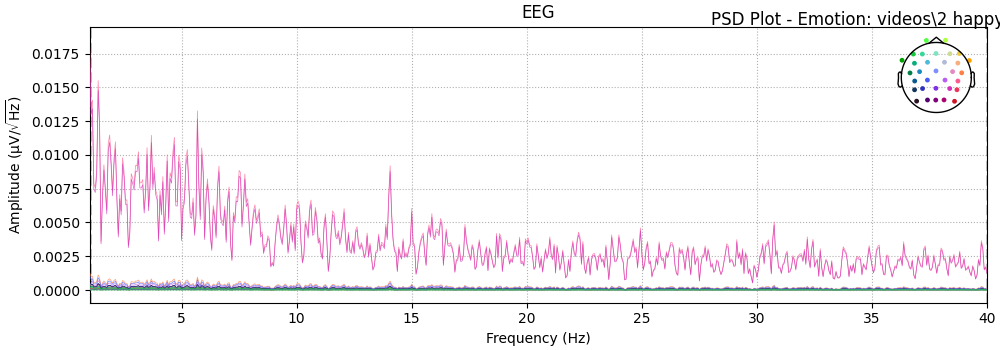 EEG
PSD Plot - Emotion: videos\2 happy
Amplitude (µV/√Hz)
0.0175
0.0150
0.0125
0.0100
0.0075
0.0050
0.0025
0.0000
5 10 15 20 25 30 35 40
Frequency (Hz)